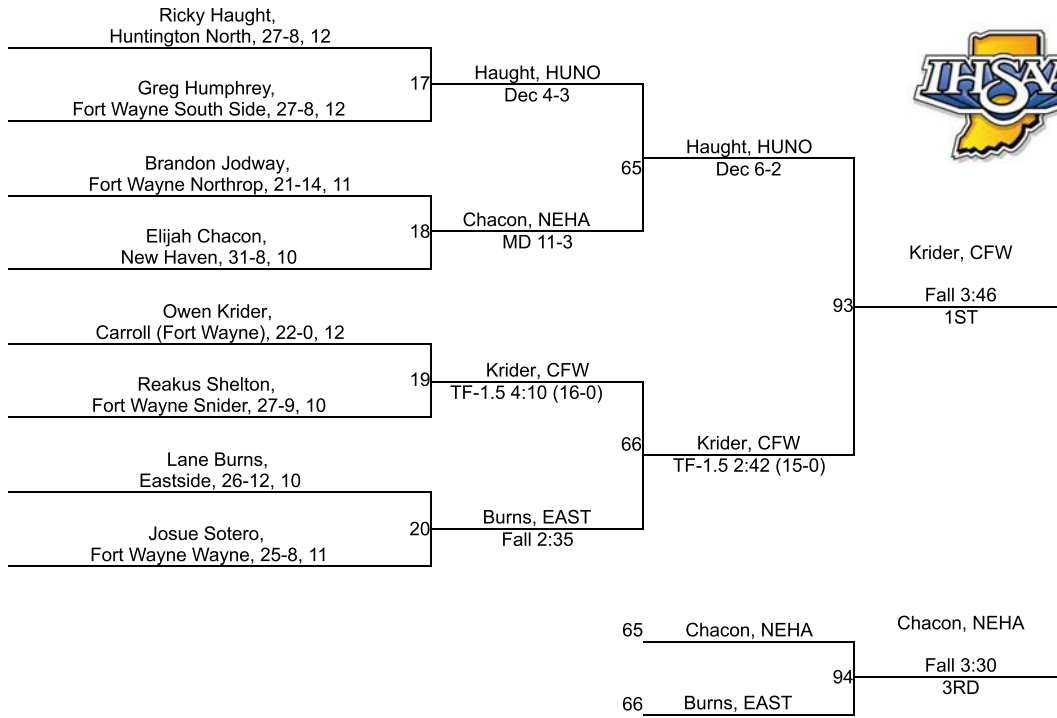 Ricky Haught,
Huntington North, 27-8, 12
Greg Humphrey,
Fort Wayne South Side, 27-8, 12
17
Haught, HUNO
Dec 4-3
Brandon Jodway,
Fort Wayne Northrop, 21-14, 11
Elijah Chacon,
New Haven, 31-8, 10
18
Chacon, NEHA
MD 11-3
65
Haught, HUNO
Dec 6-2
Owen Krider,
Carroll (Fort Wayne), 22-0, 12
Reakus Shelton,
Fort Wayne Snider, 27-9, 10
19
Krider, CFW
TF-1.5 4:10 (16-0)
Lane Burns,
Eastside, 26-12, 10
Josue Sotero,
Fort Wayne Wayne, 25-8, 11
20
Burns, EAST
Fall 2:35
66
Krider, CFW
TF-1.5 2:42 (15-0)
93
Krider, CFW
Fall 3:46
1ST
65
Chacon, NEHA
66
Burns, EAST
94
Chacon, NEHA
Fall 3:30
3RD
IHSAA